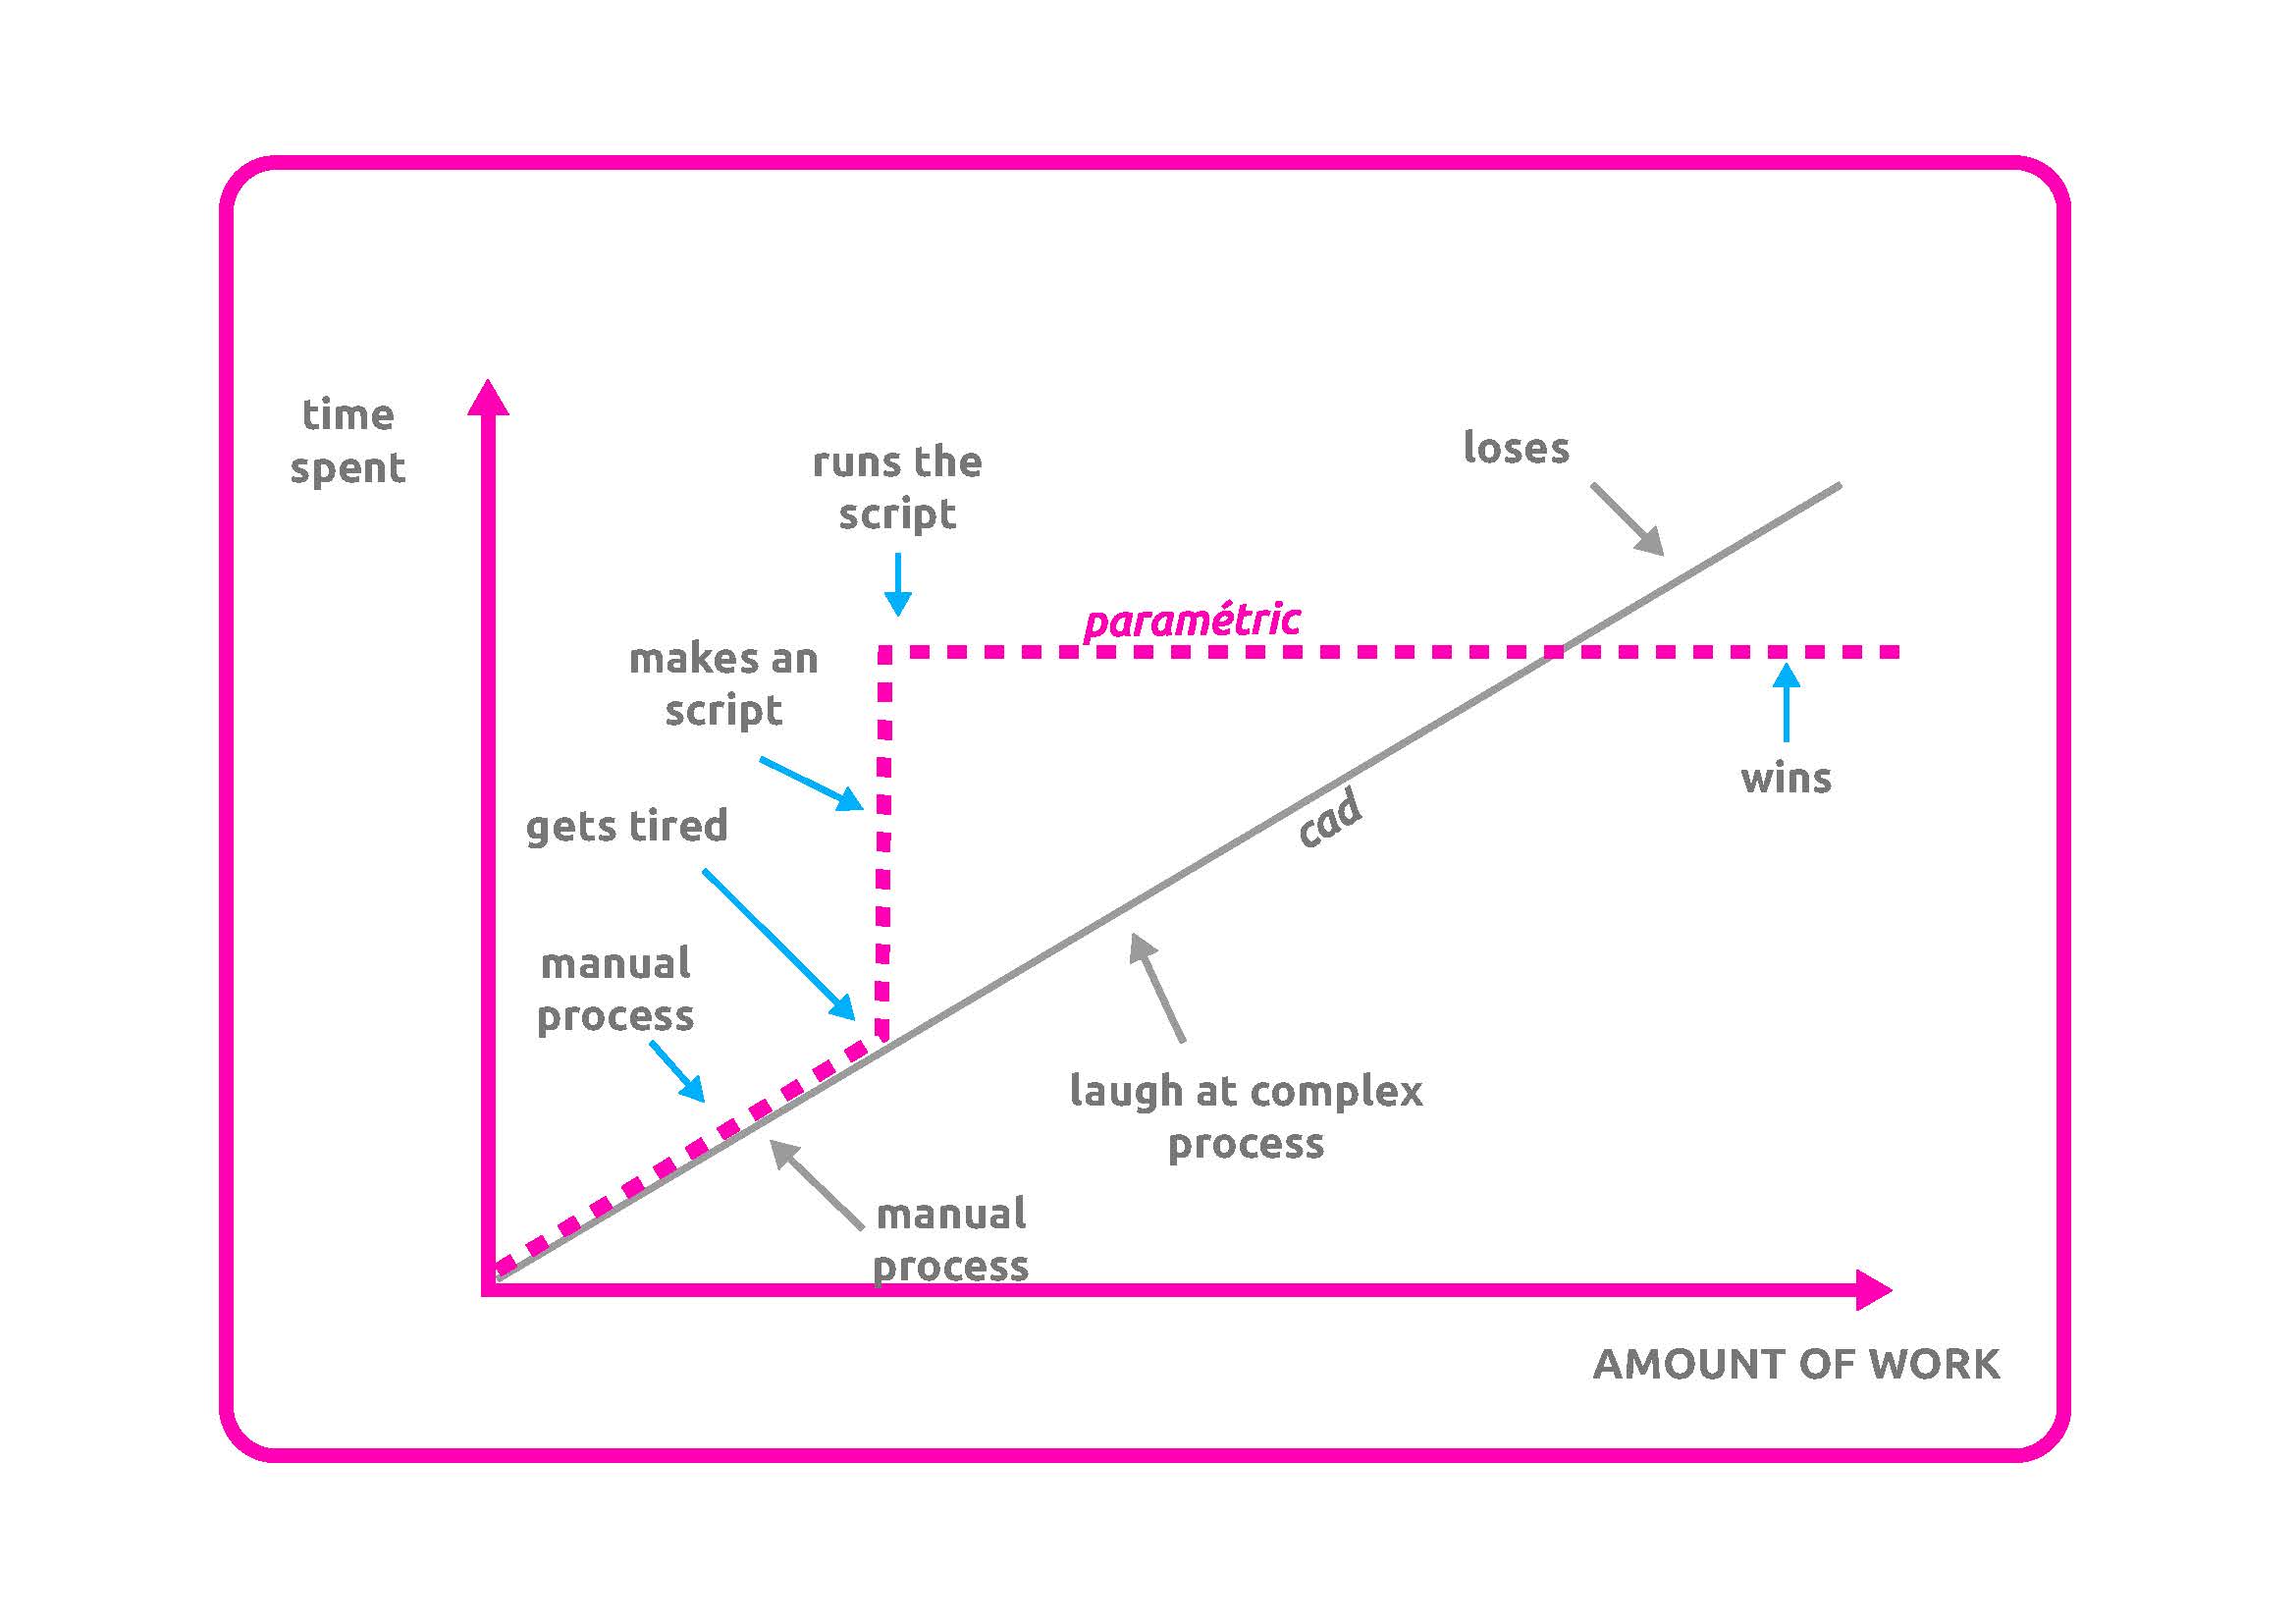 time
spent
runs the
script
loses
paramétric
makes an
script
wins
cad
gets tired
manual
process
laugh at complex
process
manual
process
AMOUNT OF WORK